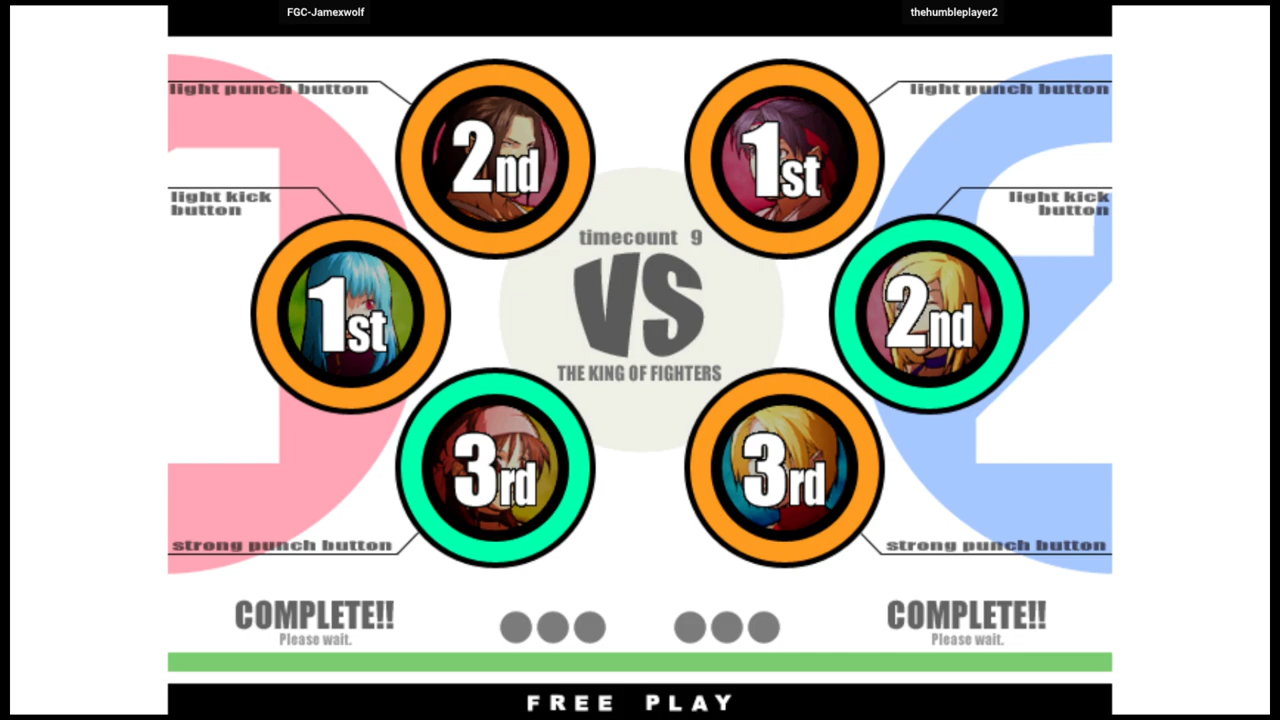 FGC-Jamexwolf
thehumbleplayer2
light punch button
light punch button
2nd
1st
light kick
button
light kick
button
timecount 9
VS
THE KING OF FIGHTERS
1st
2nd
3rd
3rd
strong punch button
strong punch button
COMPLETE!!
Please wait.
COMPLETE!!
Please wait.
FREE PLAY